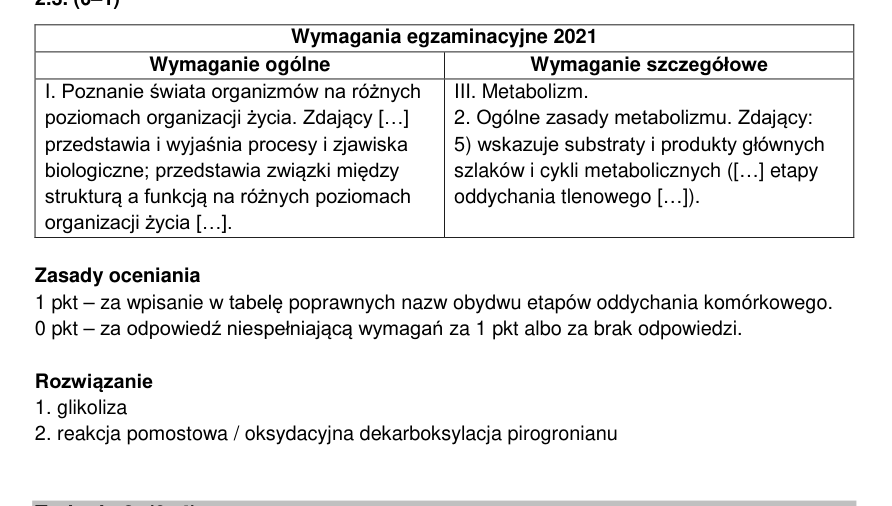 2.3. (0–1)
Wymagania egzaminacyjne 2021
Wymaganie ogólne
Wymaganie szczegółowe
I. Poznanie świata organizmów na różnych
poziomach organizacji życia. Zdający […]
przedstawia i wyjaśnia procesy i zjawiska
biologiczne; przedstawia związki między
strukturą a funkcją na różnych poziomach
organizacji życia […].
III. Metabolizm.
2. Ogólne zasady metabolizmu. Zdający:
5) wskazuje substraty i produkty głównych
szlaków i cykli metabolicznych ([…] etapy
oddychania tlenowego […]).
Zasady oceniania
1 pkt – za wpisanie w tabelę poprawnych nazw obydwu etapów oddychania komórkowego.
0 pkt – za odpowiedź niespełniającą wymagań za 1 pkt albo za brak odpowiedzi.
Rozwiązanie
1. glikoliza
2. reakcja pomostowa / oksydacyjna dekarboksylacja pirogronianu